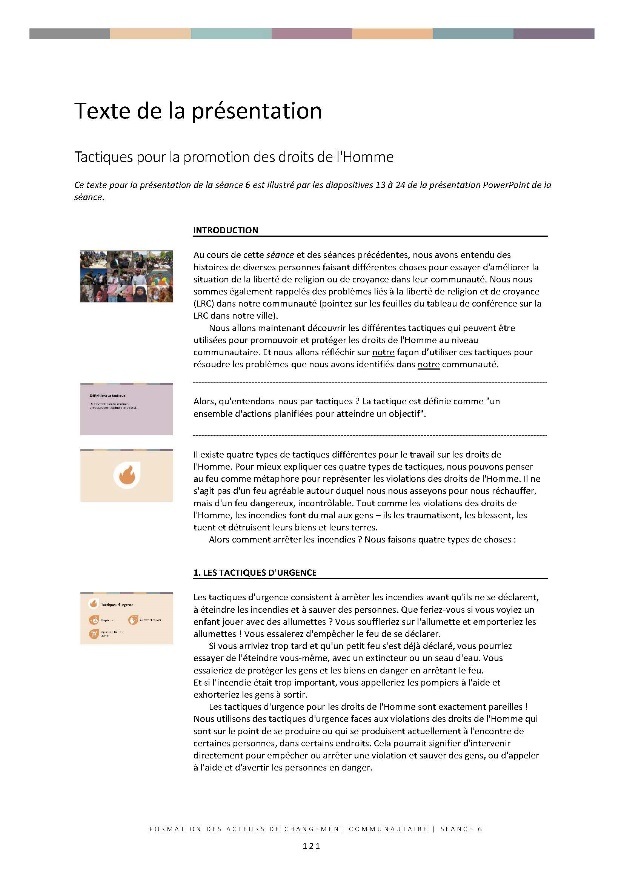 Texte de la présentation
Tactiques pour la promotion des droits de l'Homme
Ce texte pour la présentation de la séance 6 est illustré par les diapositives 13 à 24 de la présentation PowerPoint de la
séance.
INTRODUCTION
Au cours de cette séance et des séances précédentes, nous avons entendu des
histoires de diverses personnes faisant différentes choses pour essayer d'améliorer la
situation de la liberté de religion ou de croyance dans leur communauté. Nous nous
sommes également rappelés des problèmes liés à la liberté de religion et de croyance
(LRC) dans notre communauté (pointez sur les feuilles du tableau de conférence sur la
LRC dans notre ville).
Nous allons maintenant découvrir les différentes tactiques qui peuvent être
utilisées pour promouvoir et protéger les droits de l'Homme au niveau
communautaire. Et nous allons réfléchir sur notre façon d'utiliser ces tactiques pour
résoudre les problèmes que nous avons identifiés dans notre communauté.
Alors, qu'entendons-nous par tactiques ? La tactique est définie comme "un
ensemble d'actions planifiées pour atteindre un objectif".
Il existe quatre types de tactiques différentes pour le travail sur les droits de
l'Homme. Pour mieux expliquer ces quatre types de tactiques, nous pouvons penser
au feu comme métaphore pour représenter les violations des droits de l'Homme. Il ne
s'agit pas d'un feu agréable autour duquel nous nous asseyons pour nous réchauffer,
mais d'un feu dangereux, incontrôlable. Tout comme les violations des droits de
l'Homme, les incendies font du mal aux gens – ils les traumatisent, les blessent, les
tuent et détruisent leurs biens et leurs terres.
Alors comment arrêter les incendies ? Nous faisons quatre types de choses :
1. LES TACTIQUES D'URGENCE
Les tactiques d'urgence consistent à arrêter les incendies avant qu'ils ne se déclarent,
à éteindre les incendies et à sauver des personnes. Que feriez-vous si vous voyiez un
enfant jouer avec des allumettes ? Vous souffleriez sur l'allumette et emporteriez les
allumettes ! Vous essaierez d'empêcher le feu de se déclarer.
Si vous arriviez trop tard et qu'un petit feu s'est déjà déclaré, vous pourriez
essayer de l'éteindre vous-même, avec un extincteur ou un seau d'eau. Vous
essaieriez de protéger les gens et les biens en danger en arrêtant le feu.
Et si l'incendie était trop important, vous appelleriez les pompiers à l'aide et
exhorteriez les gens à sortir.
Les tactiques d'urgence pour les droits de l'Homme sont exactement pareilles !
Nous utilisons des tactiques d'urgence faces aux violations des droits de l'Homme qui
sont sur le point de se produire ou qui se produisent actuellement à l'encontre de
certaines personnes, dans certains endroits. Cela pourrait signifier d'intervenir
directement pour empêcher ou arrêter une violation et sauver des gens, ou d'appeler
à l'aide et d'avertir les personnes en danger.
FORMATION DES ACTEURS DE CHANGEMENT COMMUNAUTAIRE | SÉANCE 6
121